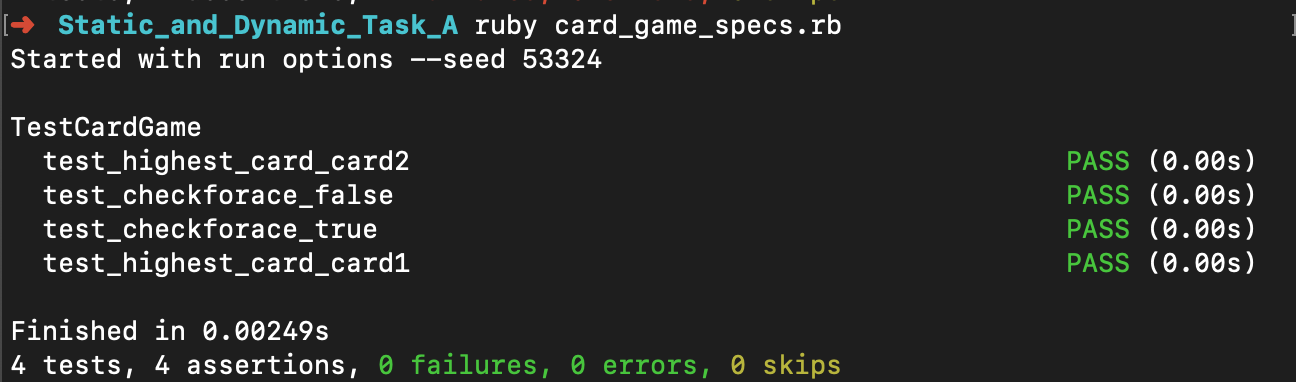 [➜ Static_and_Dynamic_Task_A ruby card_game_specs.rb ]
Started with run options --seed 53324
TestCardGame
test_highest_card_card2 PASS (0.00s)
test_checkforace_false PASS (0.00s)
test_checkforace_true PASS (0.00s)
test_highest_card_card1 PASS (0.00s)
Finished in 0.00249s
4 tests, 4 assertions, 0 failures, 0 errors, 0 skips